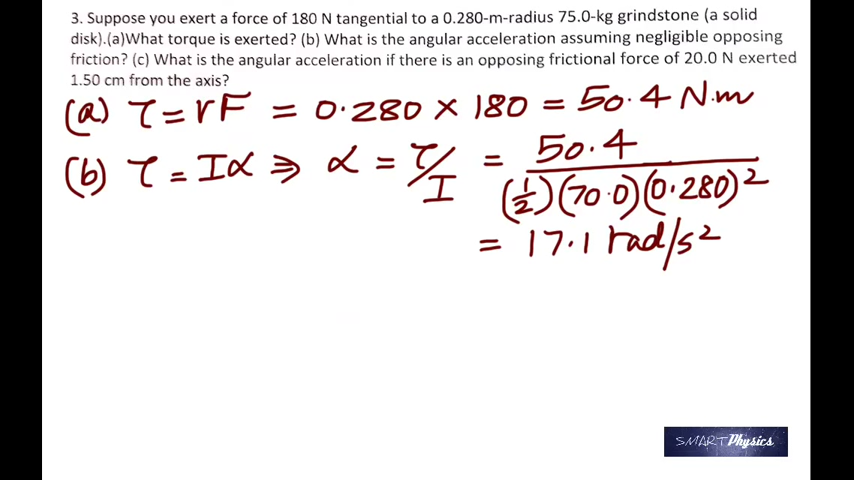 3. Suppose you exert a force of 180 N tangential to a 0.280-m-radius 75.0-kg grindstone (a solid
disk).(a)What torque is exerted? (b) What is the angular acceleration assuming negligible opposing
friction? (c) What is the angular acceleration if there is an opposing frictional force of 20.0 N exerted
1.50 cm from the axis?
(a) τ = rF = 0.280 × 180 = 50.4 N.m
(b) τ = Iα ⇒ α = τ/I = 50.4
(1/2)(70.0)(0.280)²
= 17.1 rad/s²
SMART Physics